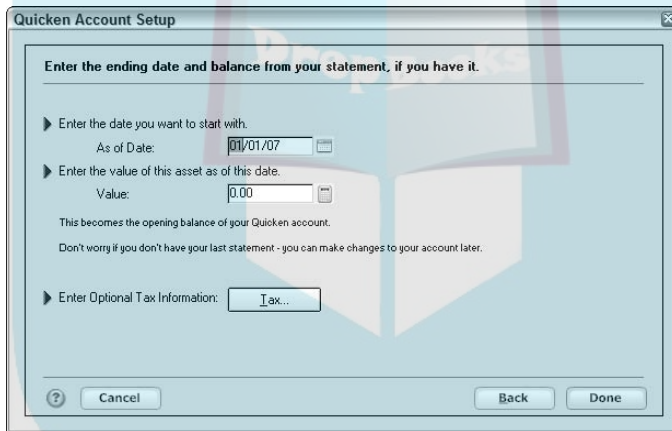 Quicken Account Setup
DropBooks
Enter the ending date and balance from your statement, if you have it.
Enter the date you want to start with.
As of Date: 01/01/07
Enter the value of this asset as of this date.
Value: 0.00
This becomes the opening balance of your Quicken account.
Don't worry if you don't have your last statement - you can make changes to your account later.
Enter Optional Tax Information: Tax...
? Cancel Back Done